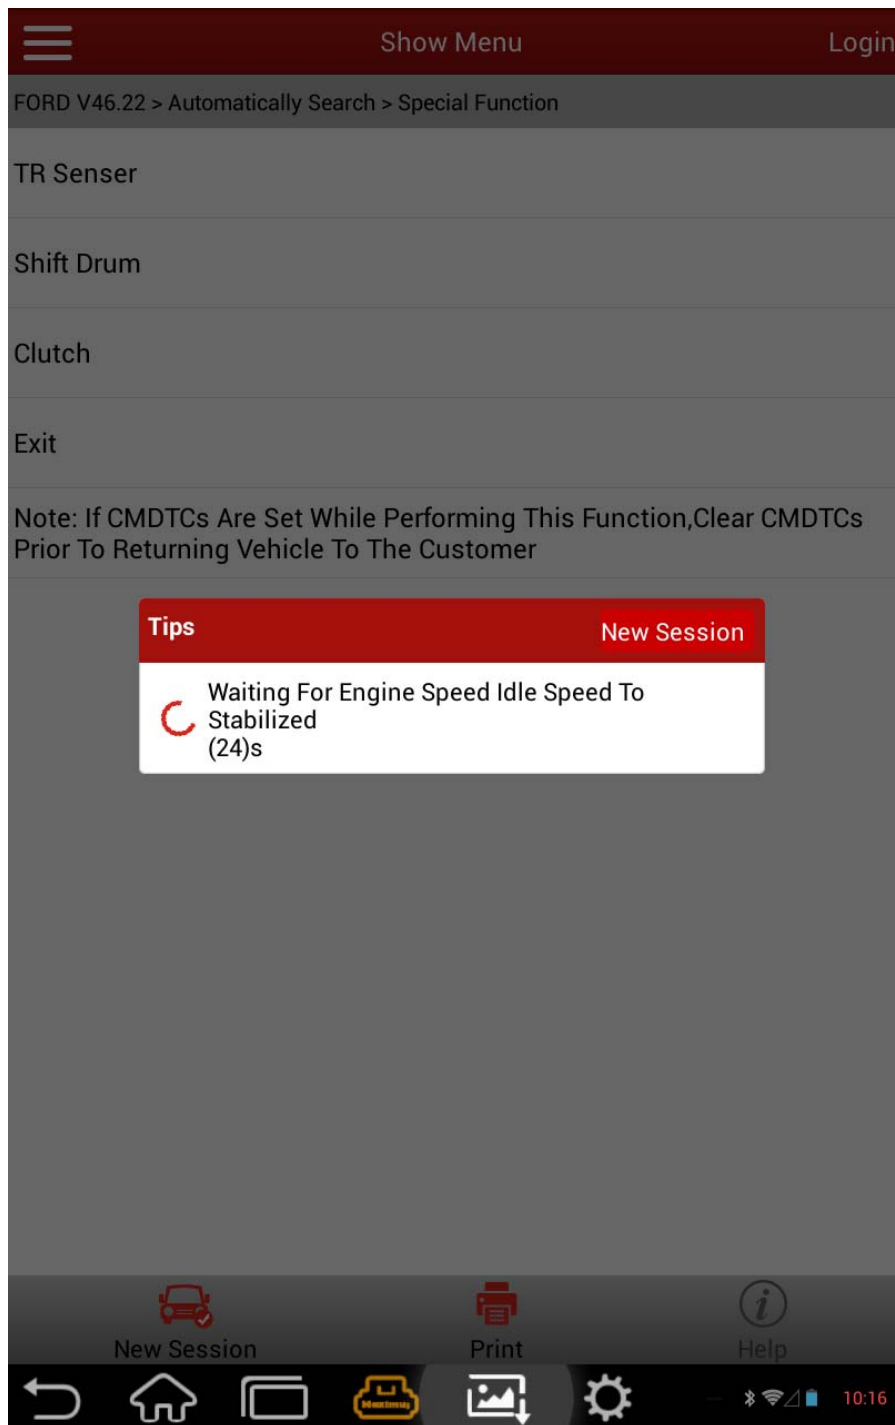 Show Menu
Login
FORD V46.22 > Automatically Search > Special Function
TR Senser
Shift Drum
Clutch
Exit
Note: If CMDTCs Are Set While Performing This Function,Clear CMDTCs
Prior To Returning Vehicle To The Customer
Tips
New Session
Waiting For Engine Speed Idle Speed To
Stabilized
(24)s
New Session
Print
Help
10:16